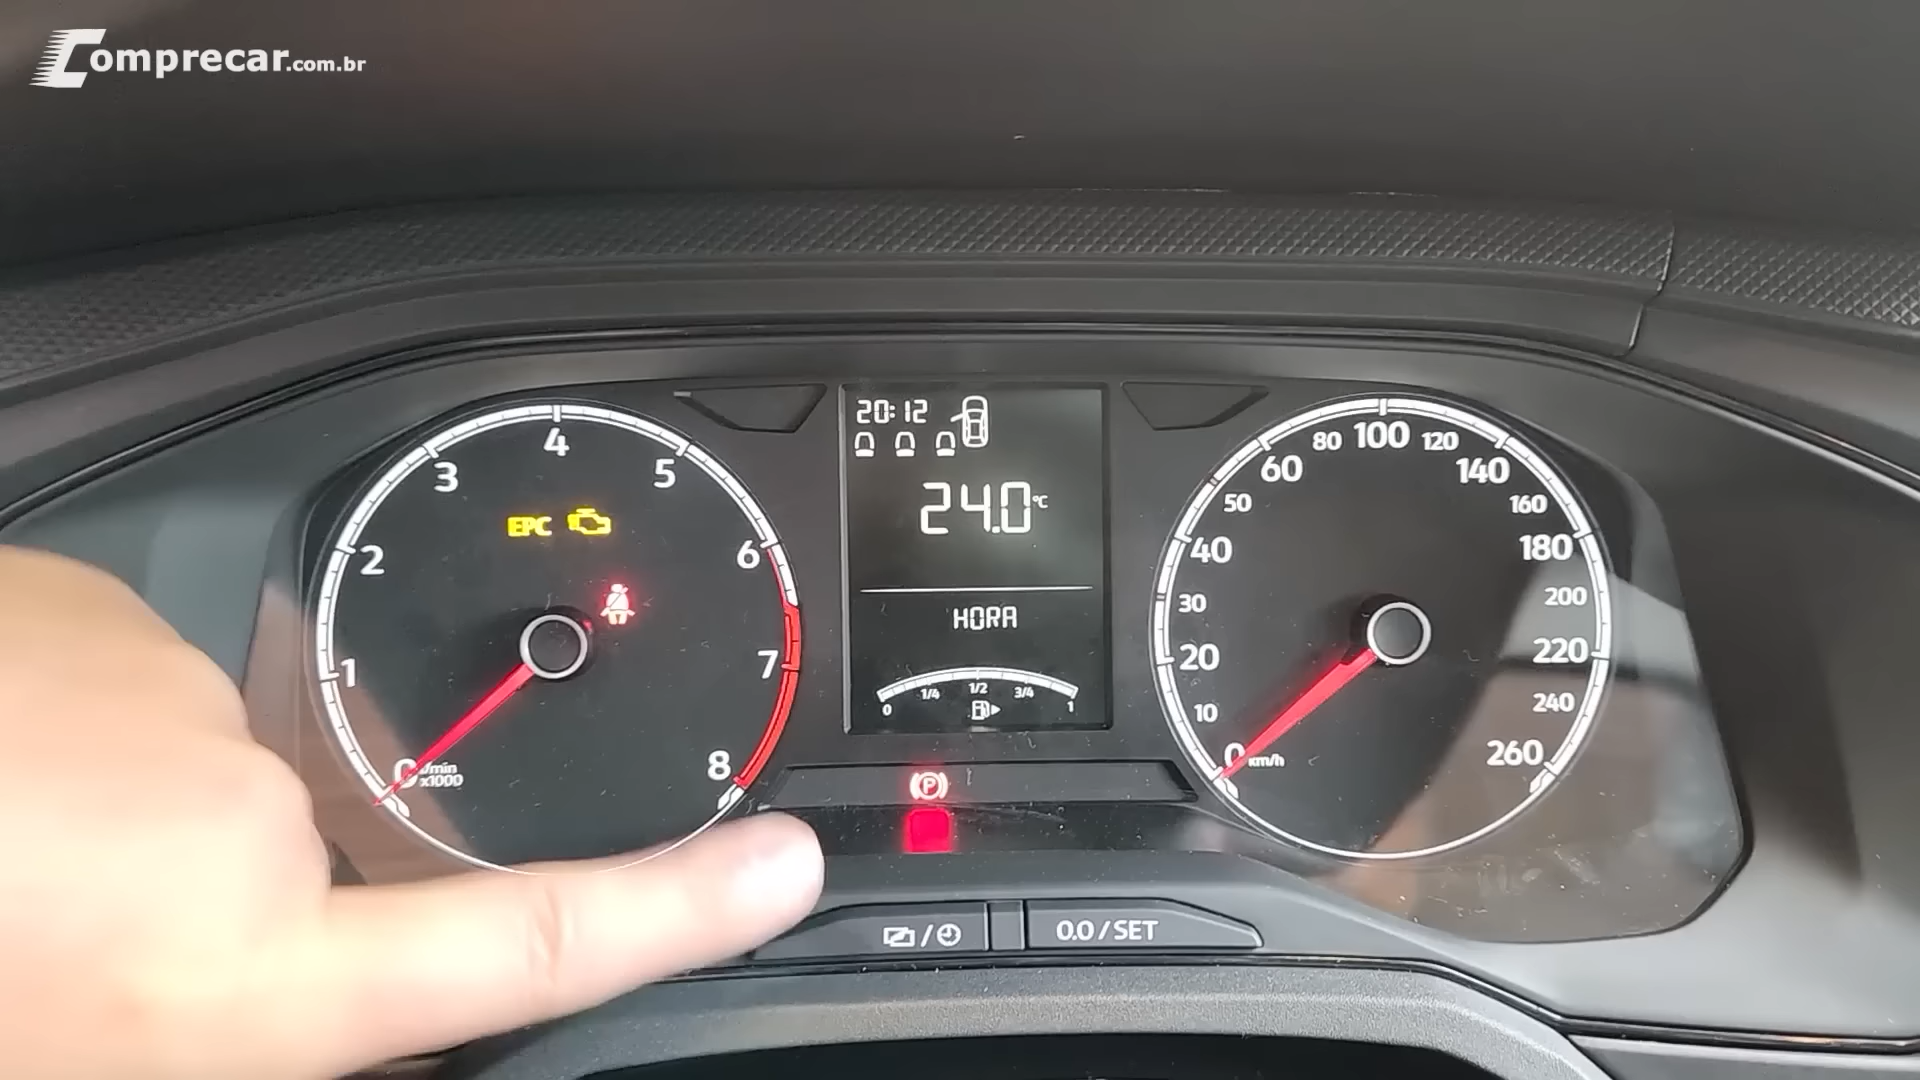 Comprecar.com.br
20:12
24.0 °C
HORA
0 1/4 1/2 3/4 1
EPC
0 1 2 3 4 5 6 7 8
1/min
x1000
0 10 20 30 40 50 60 80 100 120 140 160 180 200 220 240 260
km/h
P
0.0 / SET